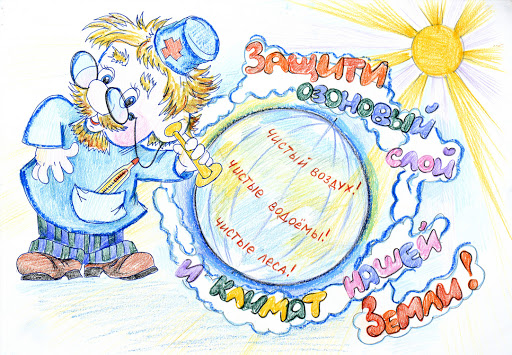 ЗАЩИТИ
ОЗОНОВЫЙ
СЛОЙ
И КЛИМАТ НАШЕЙ
ЗЕМЛИ!
ЧИСТЫЙ ВОЗДУХ!
ЧИСТЫЕ ВОДОЁМЫ!
ЧИСТЫЕ ЛЕСА!